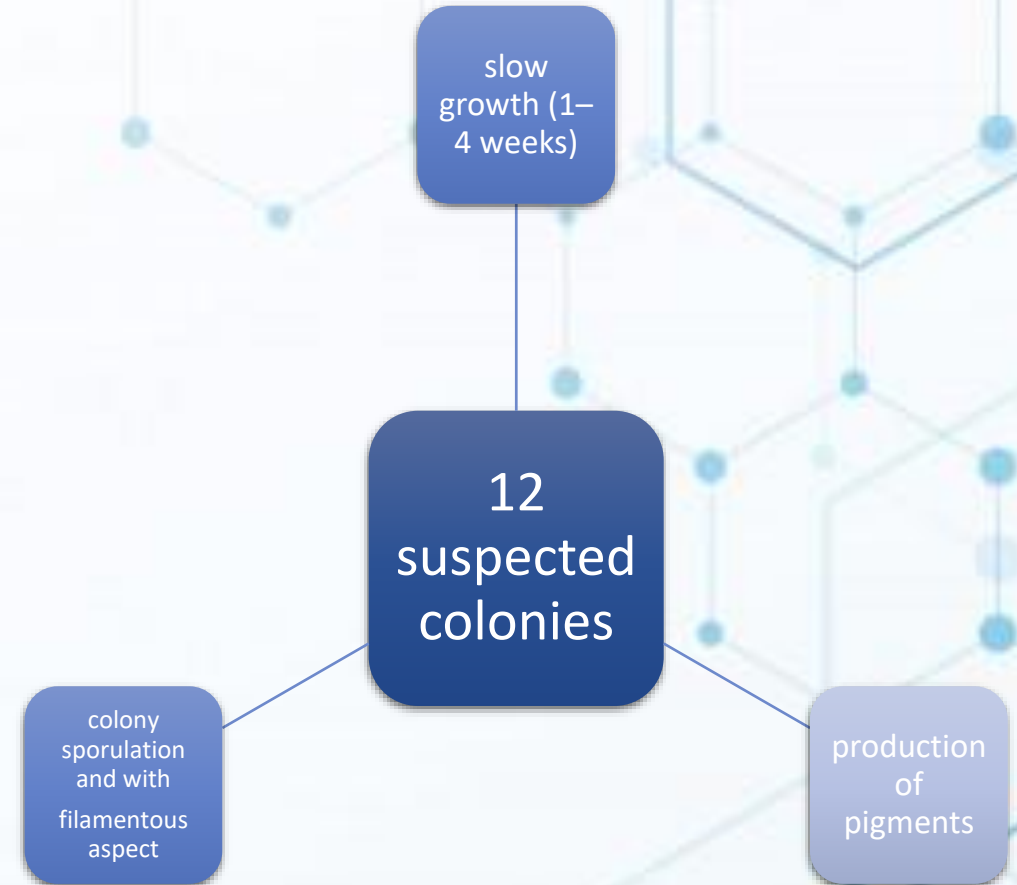 slow
growth (1–
4 weeks)
12
suspected
colonies
colony
sporulation
and with
filamentous
aspect
production
of
pigments